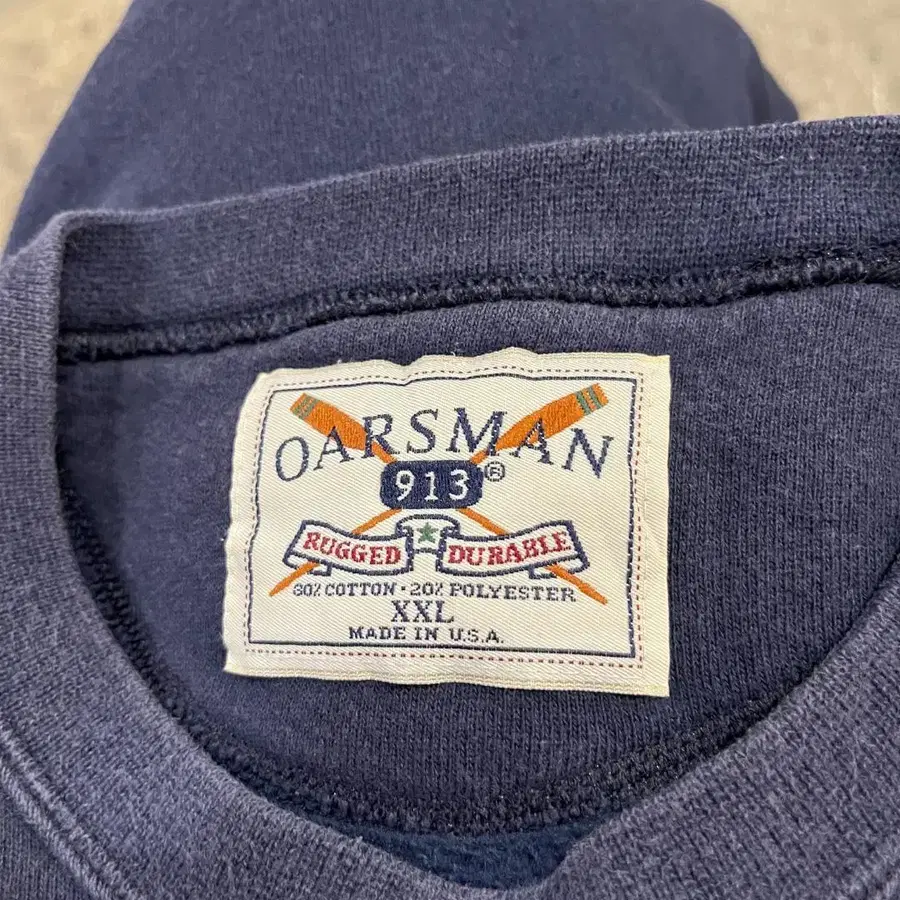 OARSMAN
913®
RUGGED DURABLE
80% COTTON · 20% POLYESTER
XXL
MADE IN U.S.A.